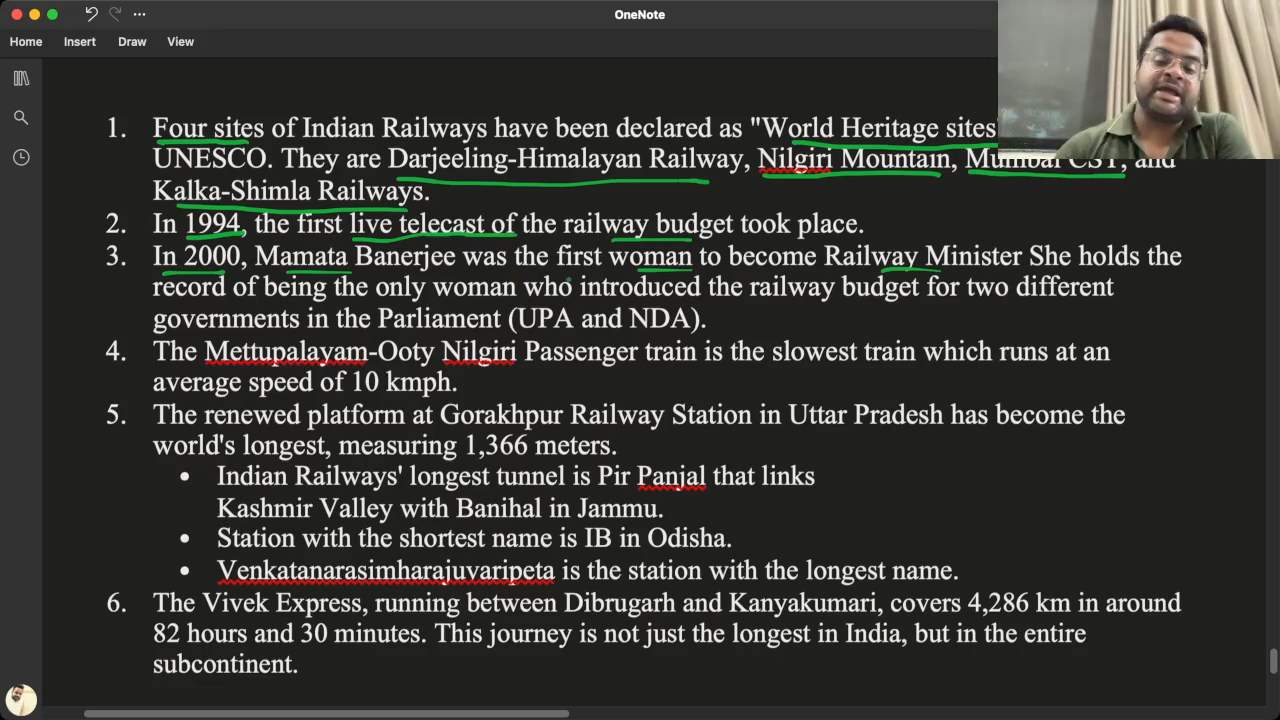 OneNote
Home Insert Draw View
1. Four sites of Indian Railways have been declared as "World Heritage sites
UNESCO. They are Darjeeling-Himalayan Railway, Nilgiri Mountain, Mumbai CST, and
Kalka-Shimla Railways.
2. In 1994, the first live telecast of the railway budget took place.
3. In 2000, Mamata Banerjee was the first woman to become Railway Minister She holds the
record of being the only woman who introduced the railway budget for two different
governments in the Parliament (UPA and NDA).
4. The Mettupalayam-Ooty Nilgiri Passenger train is the slowest train which runs at an
average speed of 10 kmph.
5. The renewed platform at Gorakhpur Railway Station in Uttar Pradesh has become the
world's longest, measuring 1,366 meters.
• Indian Railways' longest tunnel is Pir Panjal that links
Kashmir Valley with Banihal in Jammu.
• Station with the shortest name is IB in Odisha.
• Venkatanarasimharajuvaripeta is the station with the longest name.
6. The Vivek Express, running between Dibrugarh and Kanyakumari, covers 4,286 km in around
82 hours and 30 minutes. This journey is not just the longest in India, but in the entire
subcontinent.